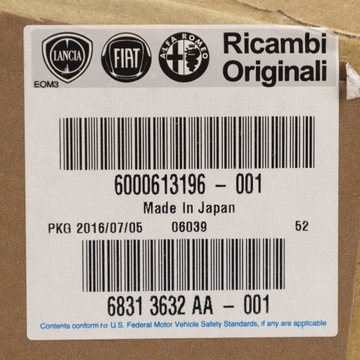 LANCIA
FIAT
ALFA ROMEO
Ricambi
Originali
EOM3
6000613196 - 001
Made In Japan
PKG 2016/07/05 06039 52
6831 3632 AA - 001
Contents conform to U.S. Federal Motor Vehicle Safety Standards, if any are applicable